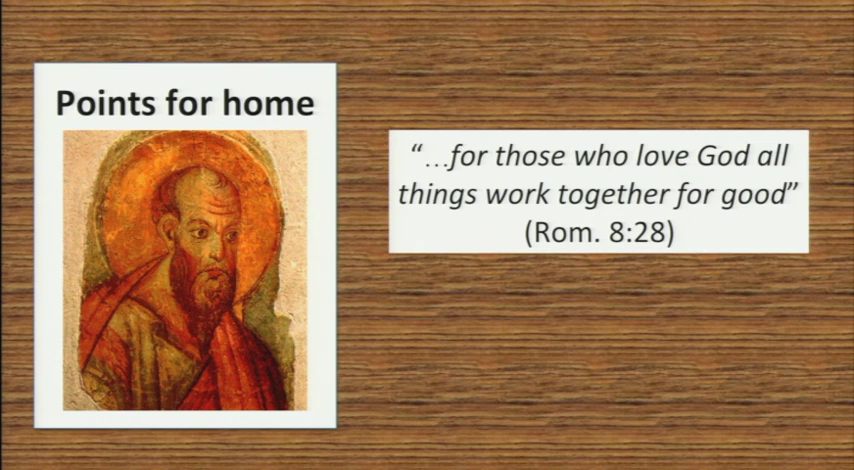 Points for home
“…for those who love God all
things work together for good”
(Rom. 8:28)